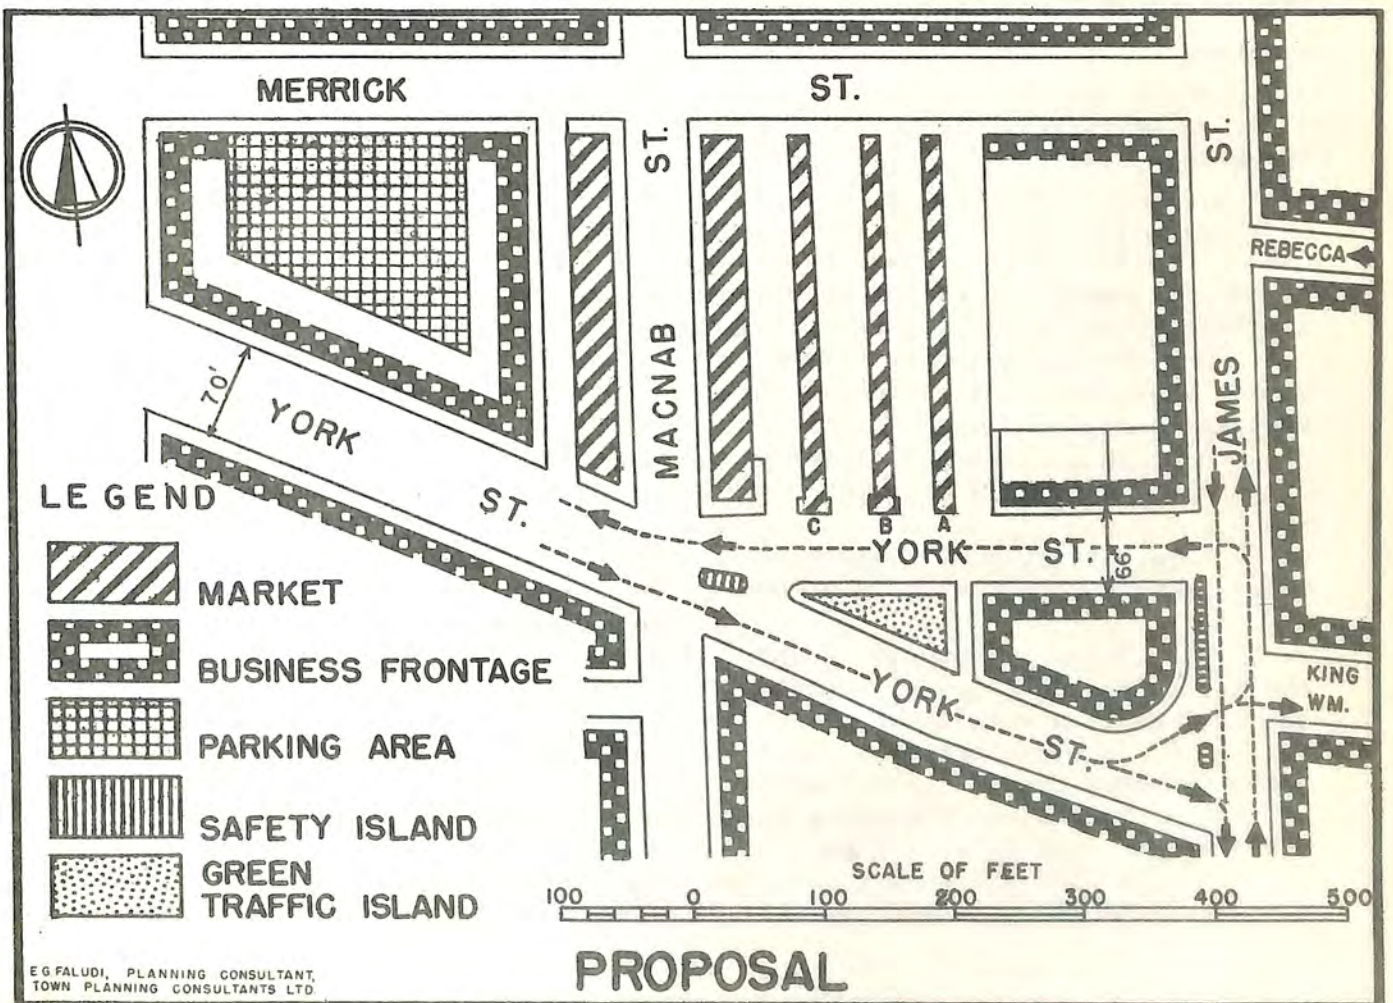 MERRICK ST.
ST.
ST.
REBECCA
MACNAB
JAMES
70'
YORK ST.
C B A
YORK ST.
66'
YORK ST.
KING
WM.
LEGEND
MARKET
BUSINESS FRONTAGE
PARKING AREA
SAFETY ISLAND
GREEN
TRAFFIC ISLAND
SCALE OF FEET
100 0 100 200 300 400 500
PROPOSAL
E.G.FALUDI, PLANNING CONSULTANT,
TOWN PLANNING CONSULTANTS LTD.